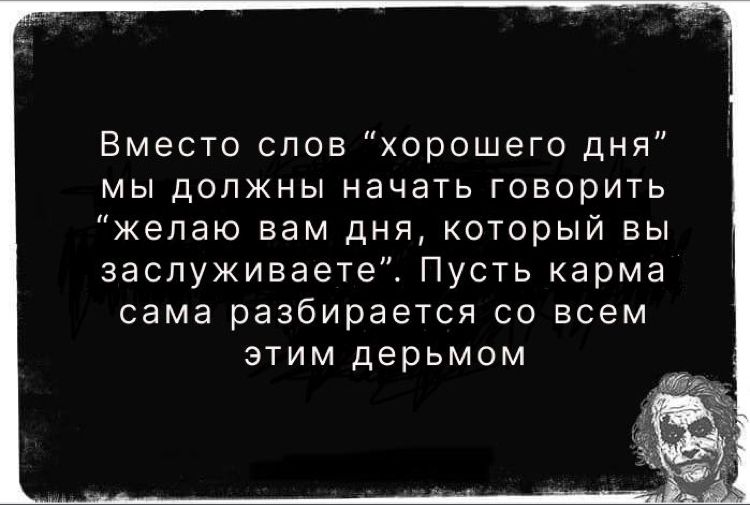 Вместо слов “хорошего дня”
мы должны начать говорить
“желаю вам дня, который вы
заслуживаете”. Пусть карма
сама разбирается со всем
этим дерьмом